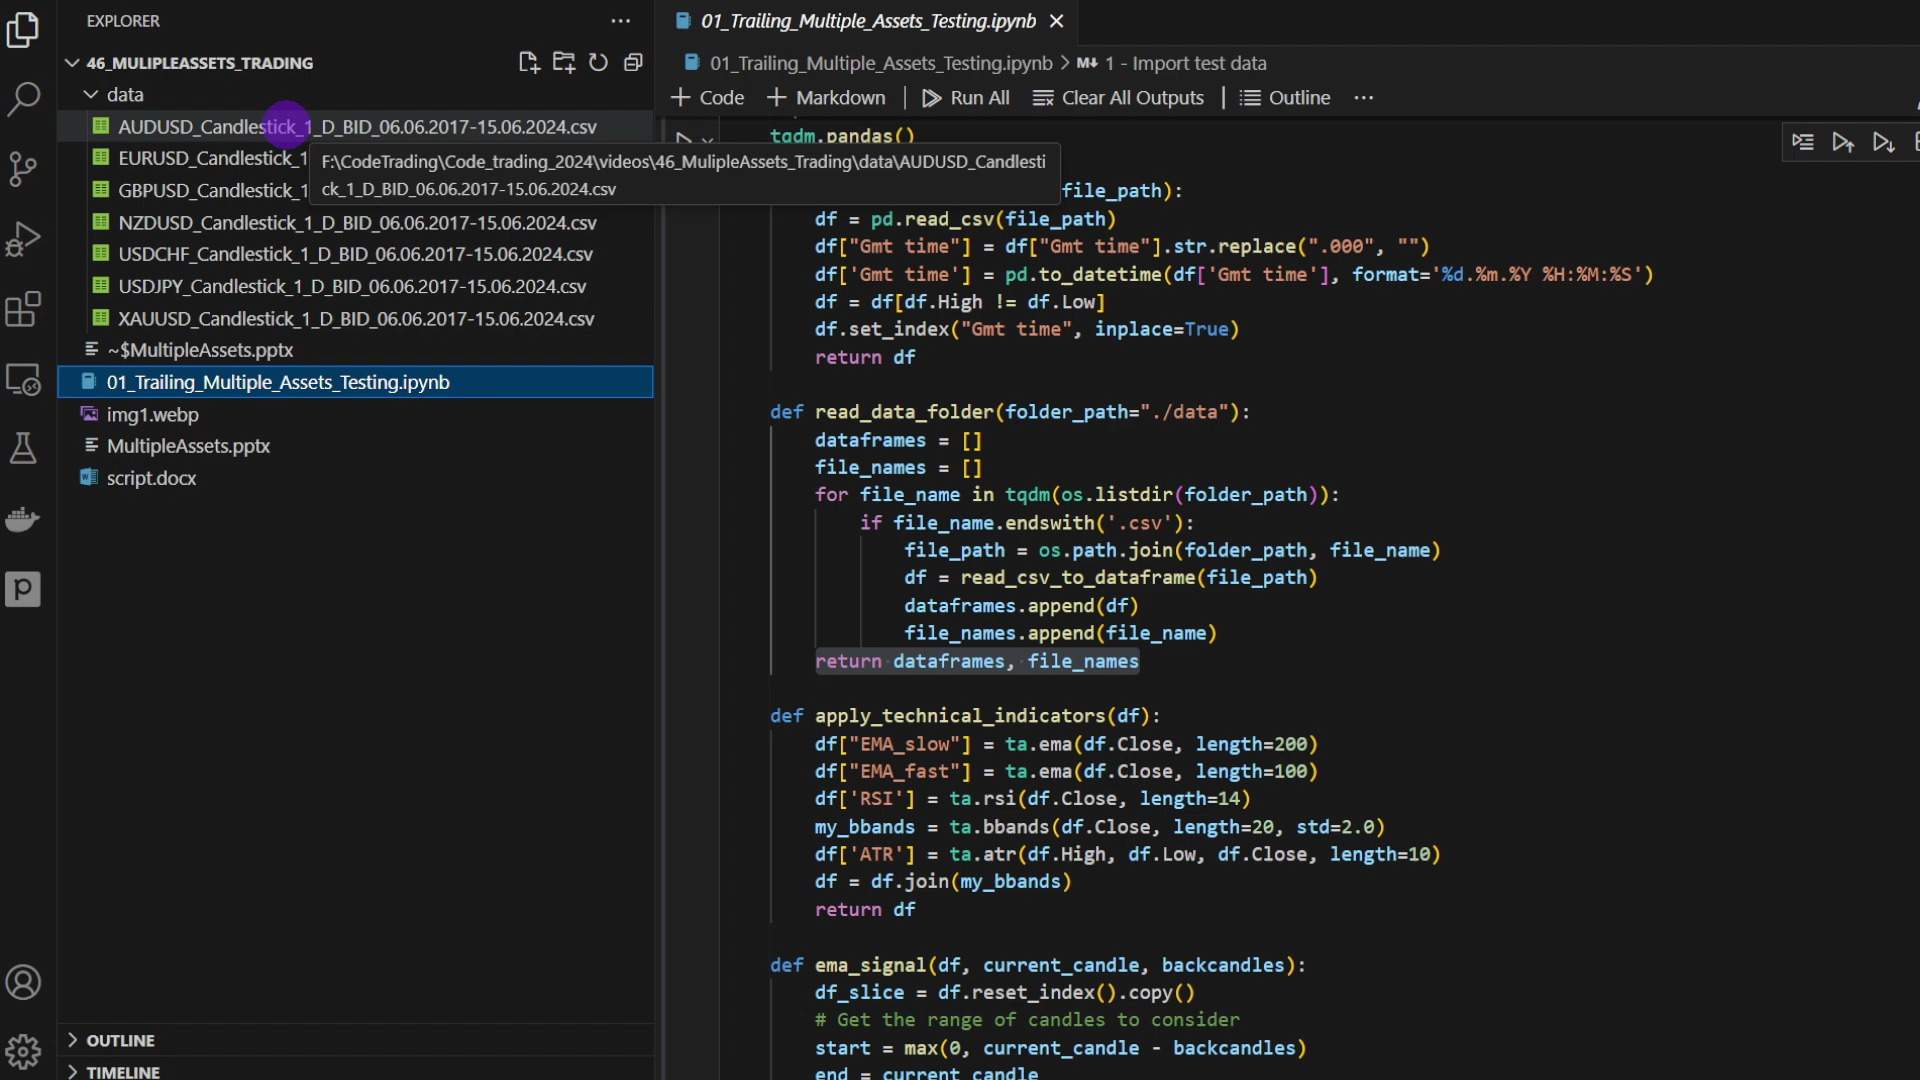 EXPLORER
46_MULIPLEASSETS_TRADING
data
AUDUSD_Candlestick_1_D_BID_06.06.2017-15.06.2024.csv
EURUSD_Candlestick_1
GBPUSD_Candlestick_1
NZDUSD_Candlestick_1_D_BID_06.06.2017-15.06.2024.csv
USDCHF_Candlestick_1_D_BID_06.06.2017-15.06.2024.csv
USDJPY_Candlestick_1_D_BID_06.06.2017-15.06.2024.csv
XAUUSD_Candlestick_1_D_BID_06.06.2017-15.06.2024.csv
~$MultipleAssets.pptx
01_Trailing_Multiple_Assets_Testing.ipynb
img1.webp
MultipleAssets.pptx
script.docx
OUTLINE
TIMELINE
F:\CodeTrading\Code_trading_2024\videos\46_MulipleAssets_Trading\data\AUDUSD_Candlesti
ck_1_D_BID_06.06.2017-15.06.2024.csv
01_Trailing_Multiple_Assets_Testing.ipynb
01_Trailing_Multiple_Assets_Testing.ipynb > M↓ 1 - Import test data
+ Code + Markdown | Run All Clear All Outputs | Outline ...
tqdm.pandas()
file_path):
df = pd.read_csv(file_path)
df["Gmt time"] = df["Gmt time"].str.replace(".000", "")
df['Gmt time'] = pd.to_datetime(df['Gmt time'], format='%d.%m.%Y %H:%M:%S')
df = df[df.High != df.Low]
df.set_index("Gmt time", inplace=True)
return df
def read_data_folder(folder_path="./data"):
dataframes = []
file_names = []
for file_name in tqdm(os.listdir(folder_path)):
if file_name.endswith('.csv'):
file_path = os.path.join(folder_path, file_name)
df = read_csv_to_dataframe(file_path)
dataframes.append(df)
file_names.append(file_name)
return dataframes, file_names
def apply_technical_indicators(df):
df["EMA_slow"] = ta.ema(df.Close, length=200)
df["EMA_fast"] = ta.ema(df.Close, length=100)
df['RSI'] = ta.rsi(df.Close, length=14)
my_bbands = ta.bbands(df.Close, length=20, std=2.0)
df['ATR'] = ta.atr(df.High, df.Low, df.Close, length=10)
df = df.join(my_bbands)
return df
def ema_signal(df, current_candle, backcandles):
df_slice = df.reset_index().copy()
# Get the range of candles to consider
start = max(0, current_candle - backcandles)
end = current_candle